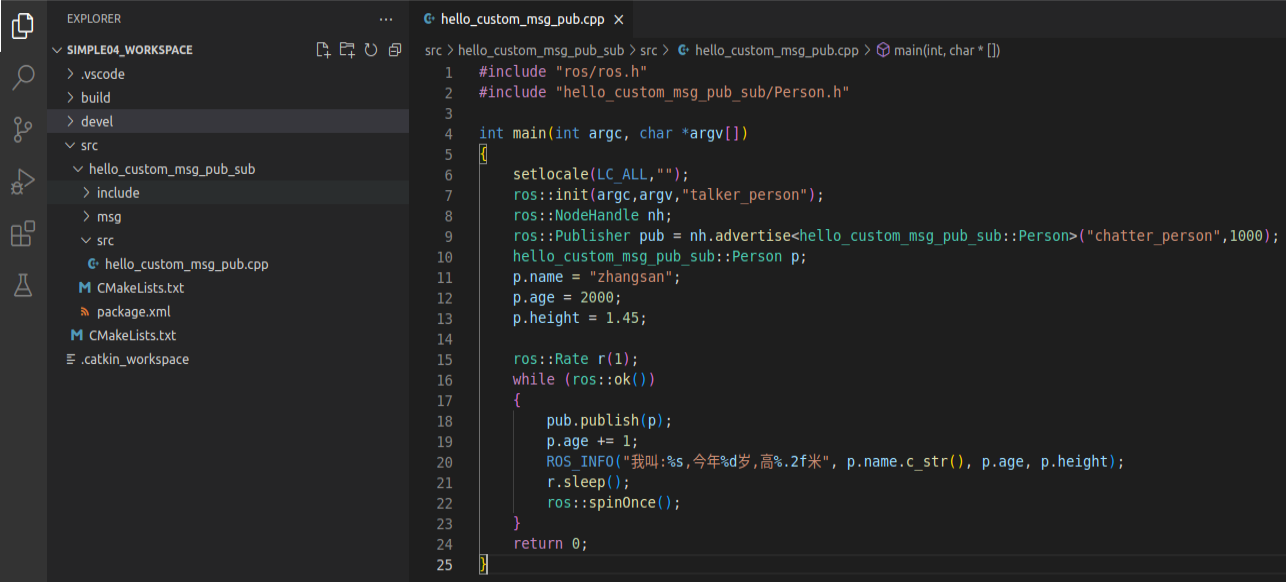 EXPLORER
SIMPLE04_WORKSPACE
.vscode
build
devel
src
hello_custom_msg_pub_sub
include
msg
src
hello_custom_msg_pub.cpp
CMakeLists.txt
package.xml
CMakeLists.txt
.catkin_workspace
hello_custom_msg_pub.cpp
src > hello_custom_msg_pub_sub > src > hello_custom_msg_pub.cpp > main(int, char * [])
1 #include "ros/ros.h"
2 #include "hello_custom_msg_pub_sub/Person.h"
3
4 int main(int argc, char *argv[])
5 {
6 setlocale(LC_ALL,"");
7 ros::init(argc,argv,"talker_person");
8 ros::NodeHandle nh;
9 ros::Publisher pub = nh.advertise<hello_custom_msg_pub_sub::Person>("chatter_person",1000);
10 hello_custom_msg_pub_sub::Person p;
11 p.name = "zhangsan";
12 p.age = 2000;
13 p.height = 1.45;
14
15 ros::Rate r(1);
16 while (ros::ok())
17 {
18 pub.publish(p);
19 p.age += 1;
20 ROS_INFO("我叫:%s,今年%d岁,高%.2f米", p.name.c_str(), p.age, p.height);
21 r.sleep();
22 ros::spinOnce();
23 }
24 return 0;
25 }